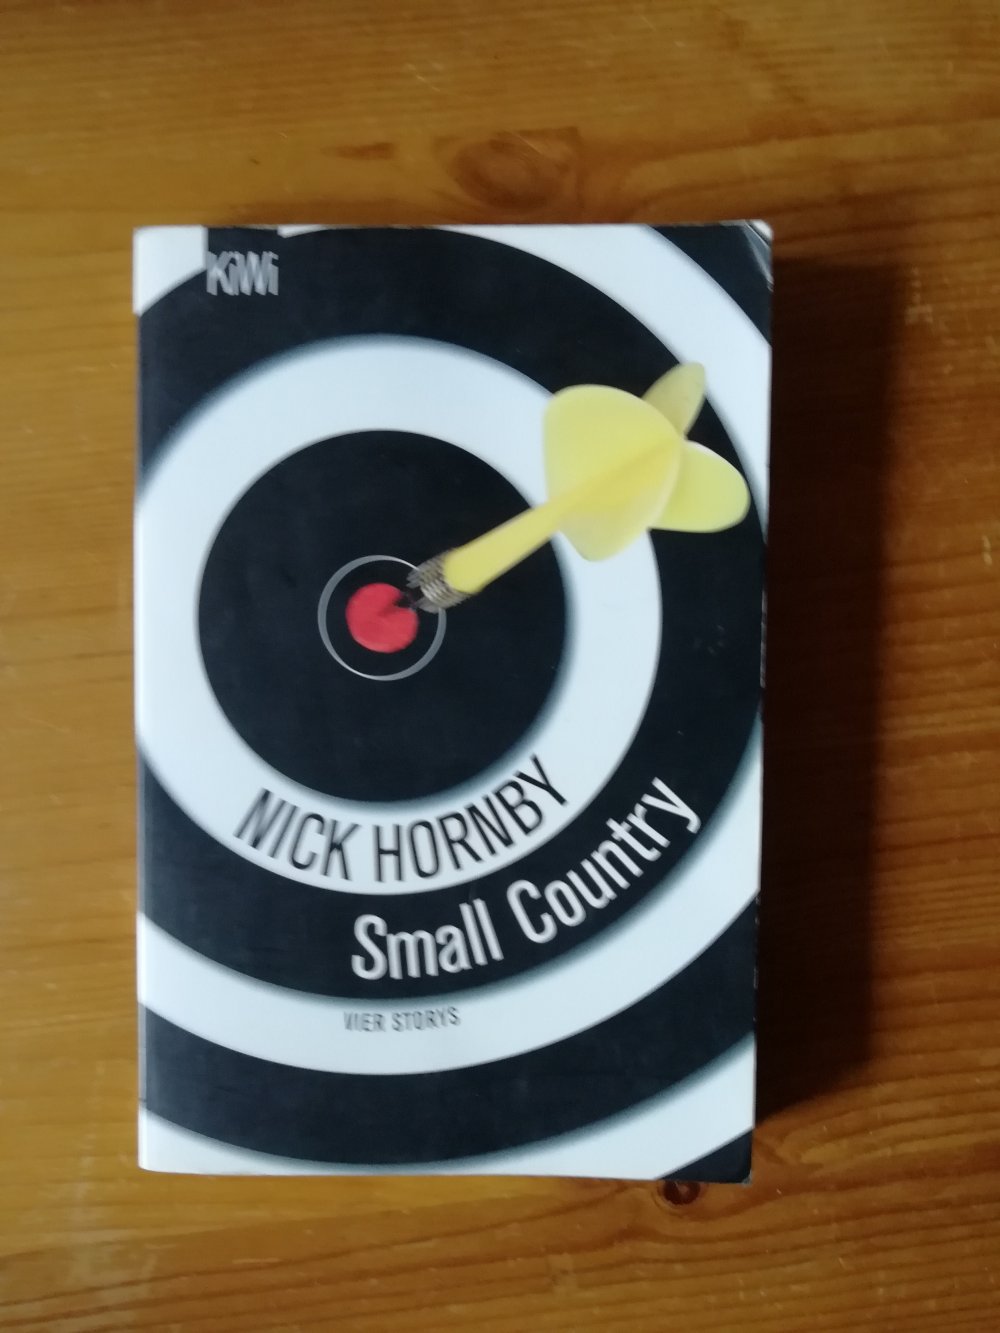 KiWi
NICK HORNBY
Small Country
VIER STORYS